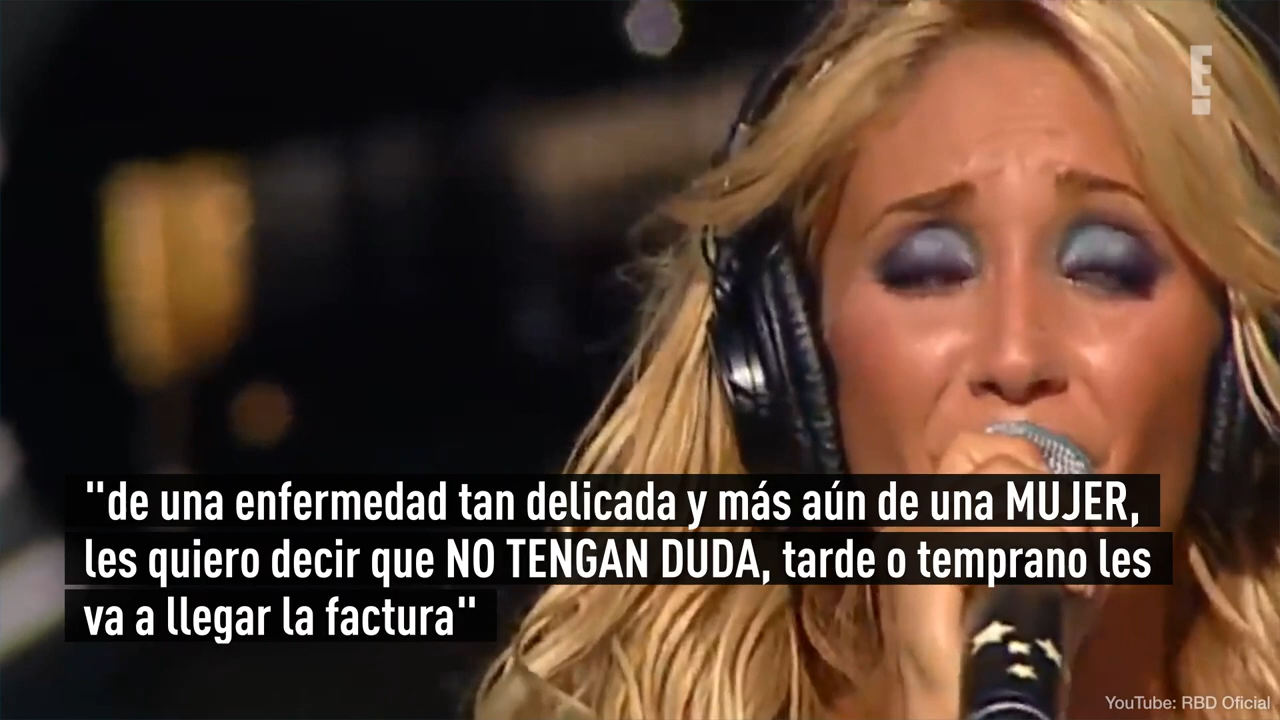 E!
"de una enfermedad tan delicada y más aún de una MUJER,
les quiero decir que NO TENGAN DUDA, tarde o temprano les
va a llegar la factura"
YouTube: RBD Oficial